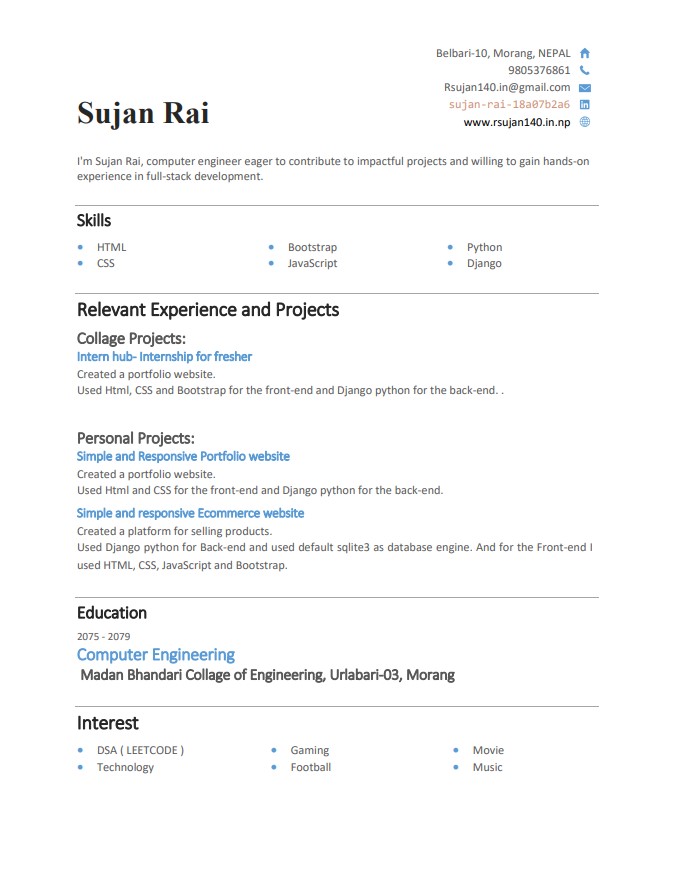 Belbari-10, Morang, NEPAL
9805376861
Rsujan140.in@gmail.com
sujan-rai-18a07b2a6
www.rsujan140.in.np
Sujan Rai
I'm Sujan Rai, computer engineer eager to contribute to impactful projects and willing to gain hands-on
experience in full-stack development.
Skills
HTML
CSS
Bootstrap
JavaScript
Python
Django
Relevant Experience and Projects
Collage Projects:
Intern hub- Internship for fresher
Created a portfolio website.
Used Html, CSS and Bootstrap for the front-end and Django python for the back-end. .
Personal Projects:
Simple and Responsive Portfolio website
Created a portfolio website.
Used Html and CSS for the front-end and Django python for the back-end.
Simple and responsive Ecommerce website
Created a platform for selling products.
Used Django python for Back-end and used default sqlite3 as database engine. And for the Front-end I
used HTML, CSS, JavaScript and Bootstrap.
Education
2075 - 2079
Computer Engineering
Madan Bhandari Collage of Engineering, Urlabari-03, Morang
Interest
DSA ( LEETCODE )
Technology
Gaming
Football
Movie
Music